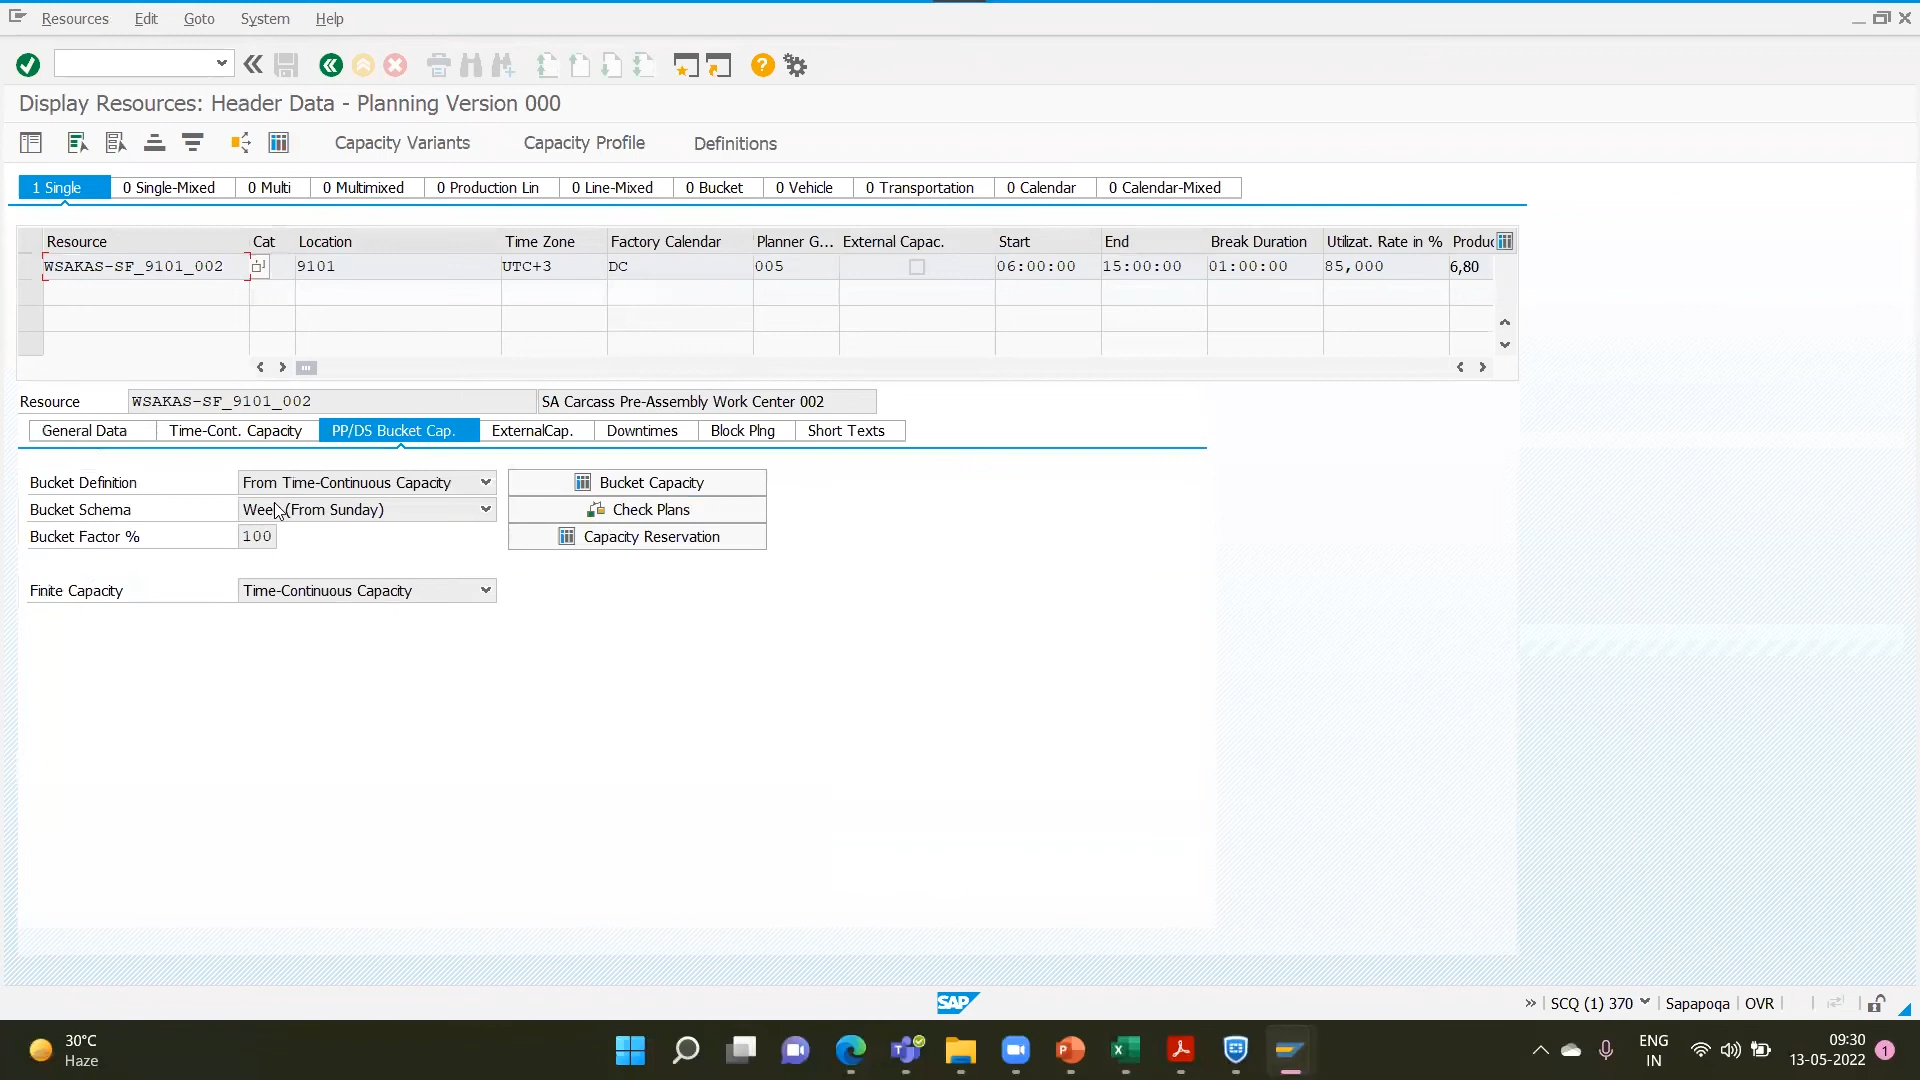 Resources Edit Goto System Help
Display Resources: Header Data - Planning Version 000
Capacity Variants Capacity Profile Definitions
1 Single 0 Single-Mixed 0 Multi 0 Multimixed 0 Production Lin 0 Line-Mixed 0 Bucket 0 Vehicle 0 Transportation 0 Calendar 0 Calendar-Mixed
Resource Cat Location Time Zone Factory Calendar Planner G... External Capac. Start End Break Duration Utilizat. Rate in % Produc
WSAKAS-SF_9101_002 9101 UTC+3 DC 005 06:00:00 15:00:00 01:00:00 85,000 6,80
Resource WSAKAS-SF_9101_002 SA Carcass Pre-Assembly Work Center 002
General Data Time-Cont. Capacity PP/DS Bucket Cap. ExternalCap. Downtimes Block Plng Short Texts
Bucket Definition From Time-Continuous Capacity Bucket Capacity
Bucket Schema Week (From Sunday) Check Plans
Bucket Factor % 100 Capacity Reservation
Finite Capacity Time-Continuous Capacity
SAP SCQ (1) 370 Sapapoqa OVR
30°C ENG 09:30
Haze IN 13-05-2022 1